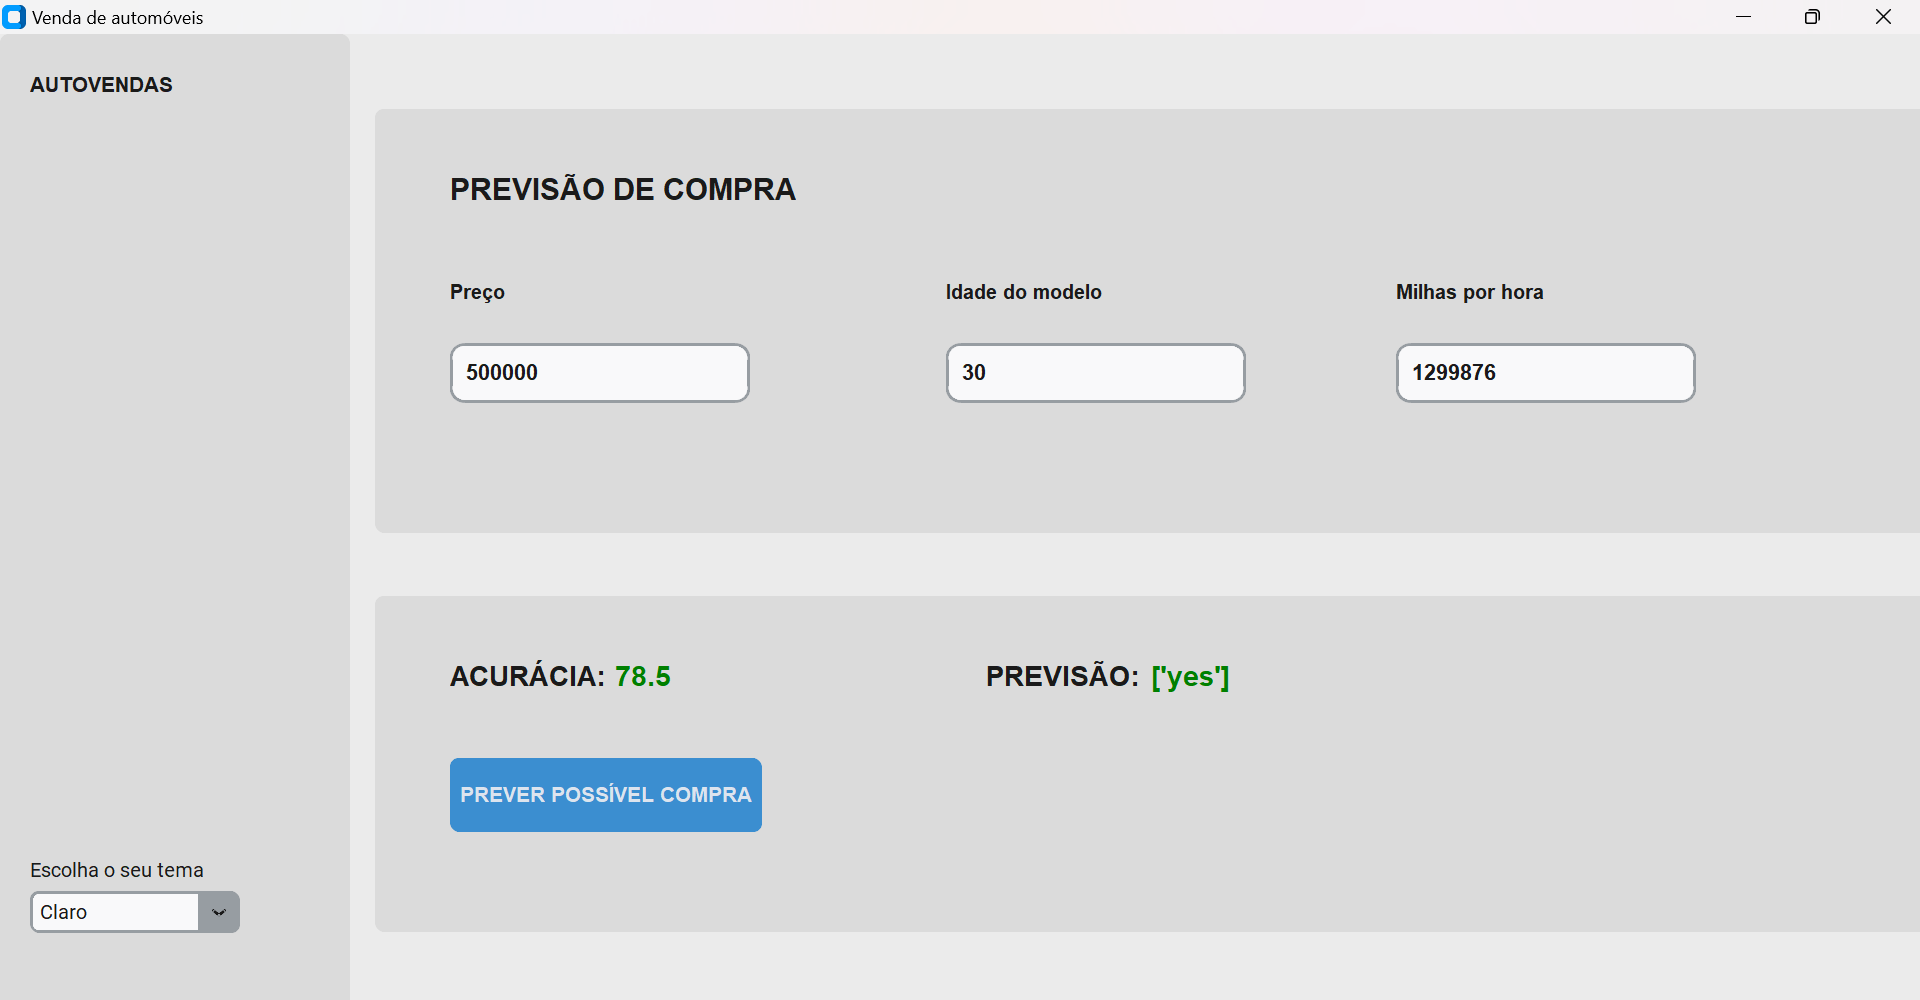 Venda de automóveis
AUTOVENDAS
PREVISÃO DE COMPRA
Preço
Idade do modelo
Milhas por hora
500000
30
1299876
ACURÁCIA: 78.5
PREVISÃO: ['yes']
PREVER POSSÍVEL COMPRA
Escolha o seu tema
Claro